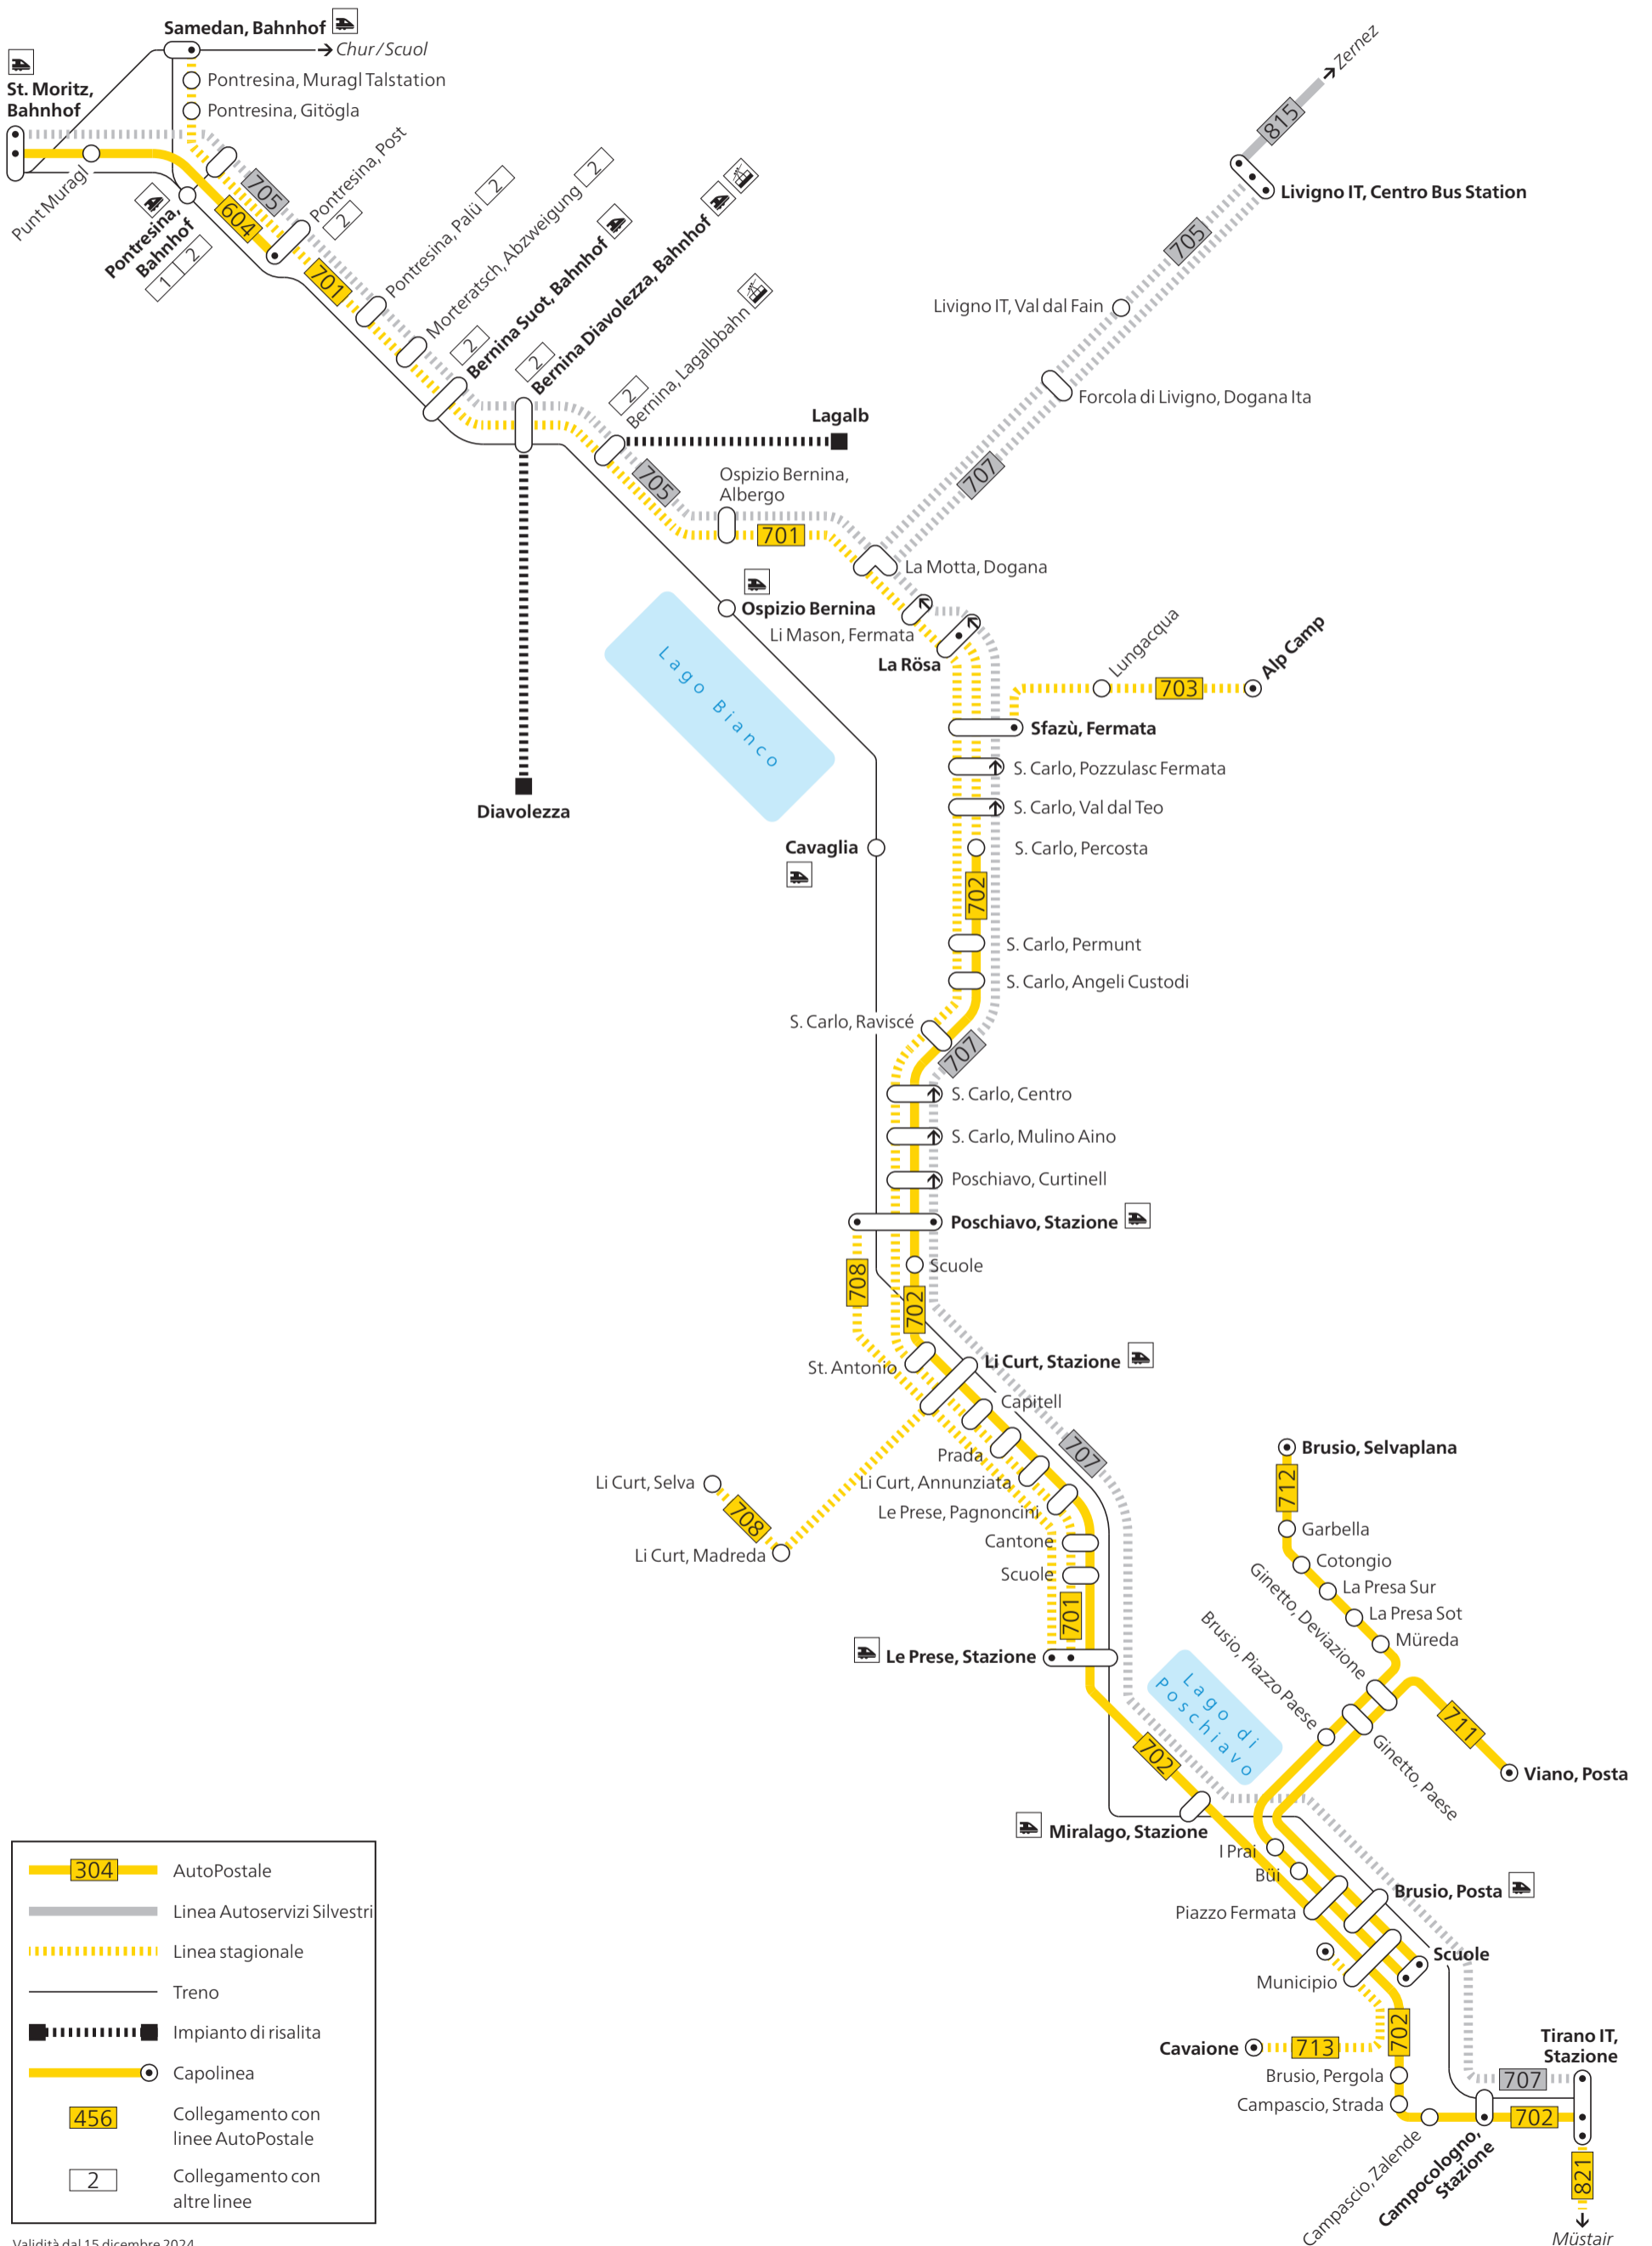 Samedan, Bahnhof
Chur/Scuol
Zernez
St. Moritz,
Bahnhof
Pontresina, Muragl Talstation
Pontresina, Gitögla
815
Punt Muragl
705
Pontresina, Post
2
604
Pontresina,
Bahnhof
1 2
701
Pontresina, Palü
2
Morteratsch, Abzweigung
2
Bernina Suot, Bahnhof
2
Bernina Diavolezza, Bahnhof
2
Bernina, Lagalbbahn
2
Livigno IT, Centro Bus Station
705
Livigno IT, Val dal Fain
Forcola di Livigno, Dogana Ita
Lagalb
705
707
Ospizio Bernina,
Albergo
701
La Motta, Dogana
Ospizio Bernina
Li Mason, Fermata
La Rösa
Lago Bianco
Lungacqua
703
Alp Camp
Sfazù, Fermata
S. Carlo, Pozzulasc Fermata
S. Carlo, Val dal Teo
Diavolezza
Cavaglia
S. Carlo, Percosta
702
S. Carlo, Permunt
S. Carlo, Angeli Custodi
S. Carlo, Raviscé
707
S. Carlo, Centro
S. Carlo, Mulino Aino
Poschiavo, Curtinell
Poschiavo, Stazione
Scuole
708
702
St. Antonio
Li Curt, Stazione
Capitell
707
Prada
Li Curt, Annunziata
Le Prese, Pagnoncini
Cantone
Scuole
701
Li Curt, Selva
708
Li Curt, Madreda
Le Prese, Stazione
Brusio, Selvaplana
712
Garbella
Cotongio
La Presa Sur
La Presa Sot
Müreda
Ginetto, Deviazione
Brusio, Piazzo Paese
Ginetto, Paese
711
Viano, Posta
Lago di
Poschiavo
702
Miralago, Stazione
I Prai
Büi
Piazzo Fermata
Brusio, Posta
Scuole
Municipio
702
Cavaione
713
Brusio, Pergola
Campascio, Strada
Campascio, Zalende
Campocologno,
Stazione
Tirano IT,
Stazione
707
702
821
Müstair
304
AutoPostale
Linea Autoservizi Silvestri
Linea stagionale
Treno
Impianto di risalita
Capolinea
456
Collegamento con
linee AutoPostale
2
Collegamento con
altre linee
Validità dal 15 dicembre 2024